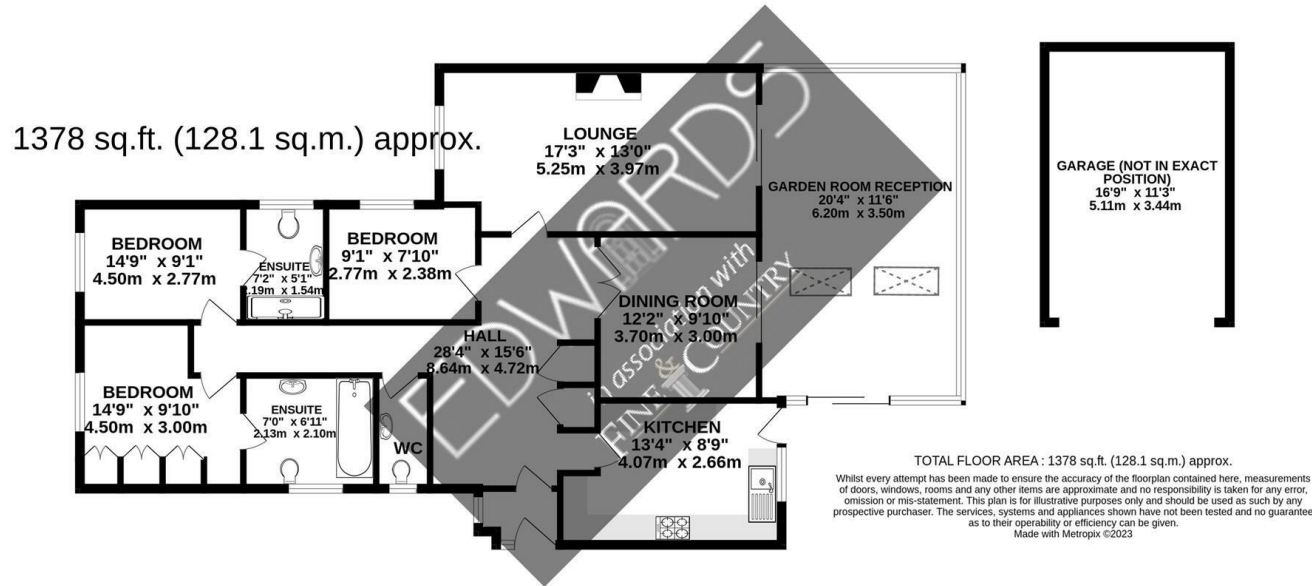 1378 sq.ft. (128.1 sq.m.) approx.
LOUNGE
17'3" x 13'0"
5.25m x 3.97m
GARDEN ROOM RECEPTION
20'4" x 11'6"
6.20m x 3.50m
GARAGE (NOT IN EXACT
POSITION)
16'9" x 11'3"
5.11m x 3.44m
BEDROOM
14'9" x 9'1"
4.50m x 2.77m
ENSUITE
7'2" x 5'1"
2.19m x 1.54m
BEDROOM
9'1" x 7'10"
2.77m x 2.38m
DINING ROOM
12'2" x 9'10"
3.70m x 3.00m
HALL
28'4" x 15'6"
8.64m x 4.72m
BEDROOM
14'9" x 9'10"
4.50m x 3.00m
ENSUITE
7'0" x 6'11"
2.13m x 2.10m
WC
KITCHEN
13'4" x 8'9"
4.07m x 2.66m
EDWARDS
in association with
FINE & COUNTRY
TOTAL FLOOR AREA : 1378 sq.ft. (128.1 sq.m.) approx.
Whilst every attempt has been made to ensure the accuracy of the floorplan contained here, measurements
of doors, windows, rooms and any other items are approximate and no responsibility is taken for any error,
omission or mis-statement. This plan is for illustrative purposes only and should be used as such by any
prospective purchaser. The services, systems and appliances shown have not been tested and no guarantee
as to their operability or efficiency can be given.
Made with Metropix ©2023